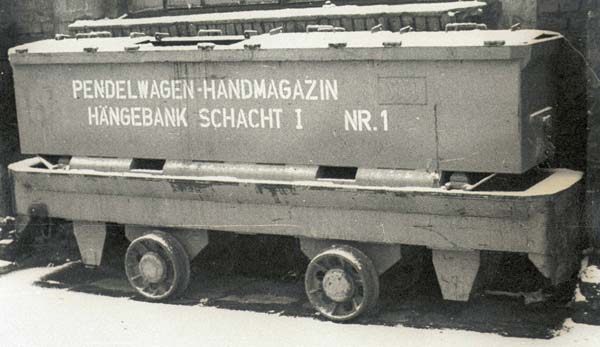 PENDELWAGEN-HANDMAGAZIN
HÄNGEBANK SCHACHT I NR.1